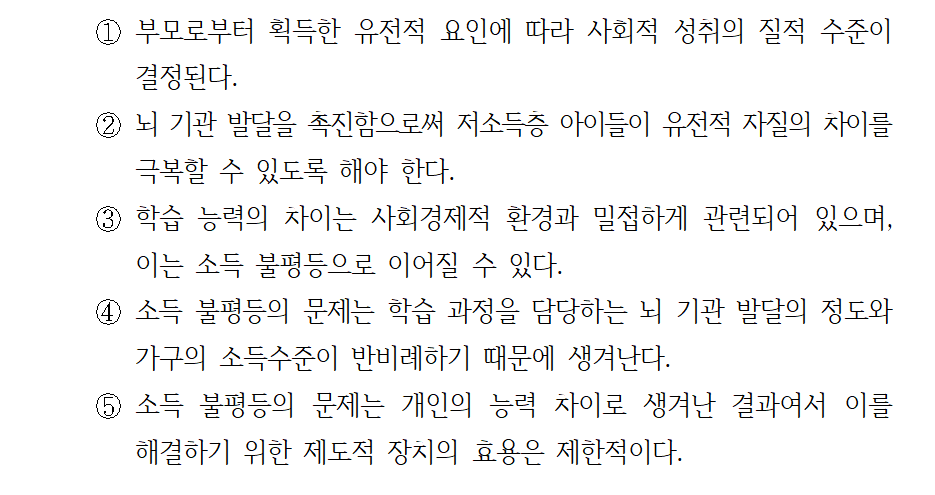 ① 부모로부터 획득한 유전적 요인에 따라 사회적 성취의 질적 수준이
결정된다.
② 뇌 기관 발달을 촉진함으로써 저소득층 아이들이 유전적 자질의 차이를
극복할 수 있도록 해야 한다.
③ 학습 능력의 차이는 사회경제적 환경과 밀접하게 관련되어 있으며,
이는 소득 불평등으로 이어질 수 있다.
④ 소득 불평등의 문제는 학습 과정을 담당하는 뇌 기관 발달의 정도와
가구의 소득수준이 반비례하기 때문에 생겨난다.
⑤ 소득 불평등의 문제는 개인의 능력 차이로 생겨난 결과여서 이를
해결하기 위한 제도적 장치의 효용은 제한적이다.